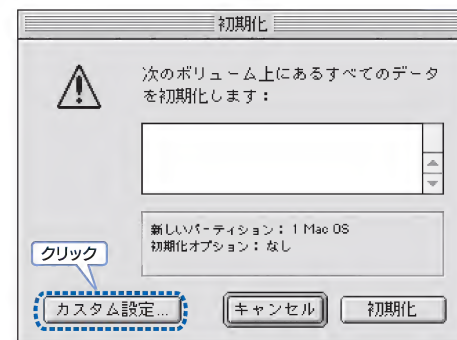 初期化
次のボリューム上にあるすべてのデータ
を初期化します：
新しいパーティション： 1 Mac OS
初期化オプション： なし
クリック
カスタム設定...
キャンセル
初期化